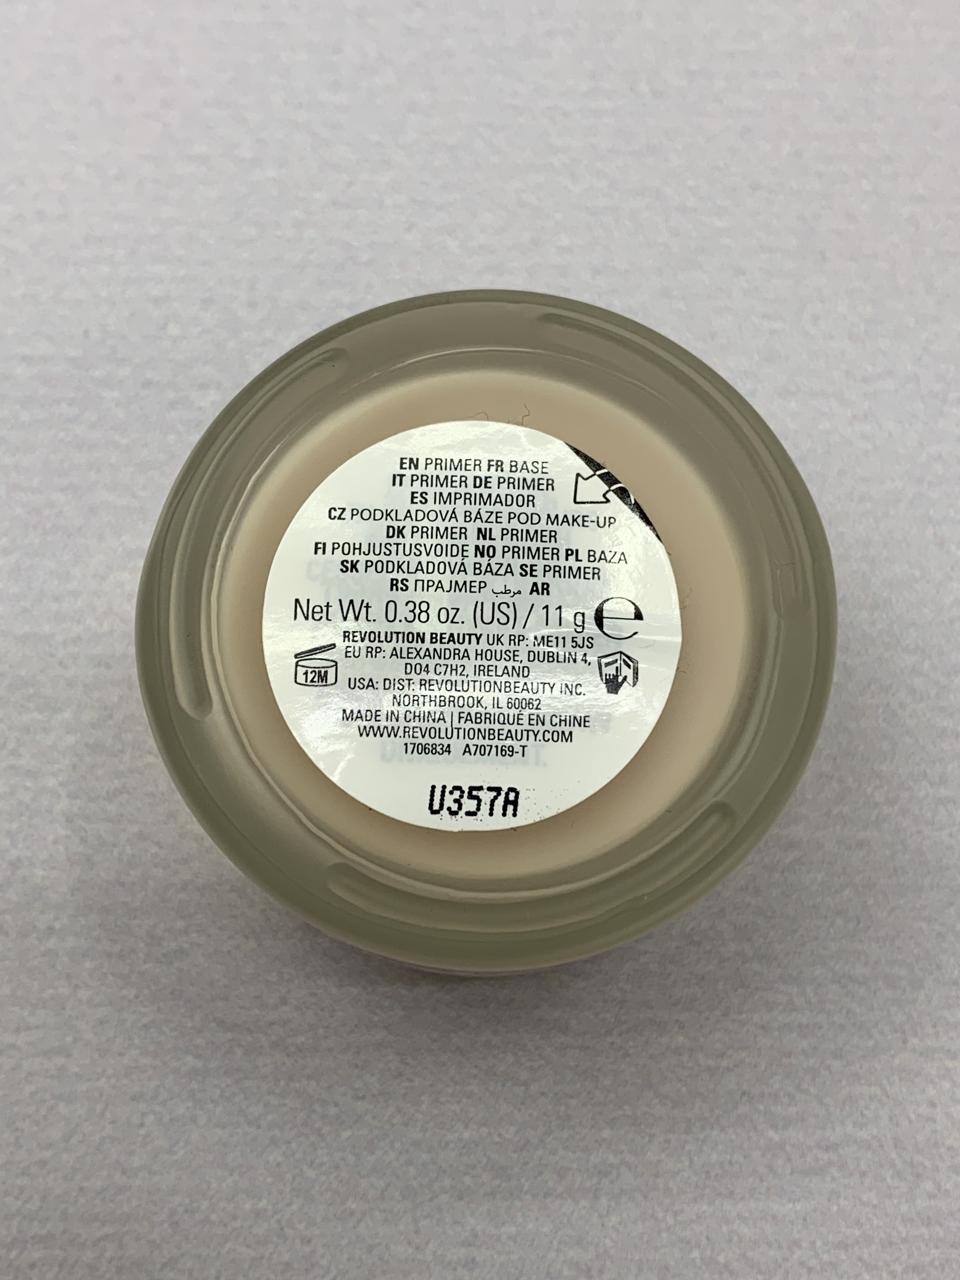 EN PRIMER FR BASE
IT PRIMER DE PRIMER
ES IMPRIMADOR
CZ PODKLADOVÁ BÁZE POD MAKE-UP
DK PRIMER NL PRIMER
FI POHJUSTUSVOIDE NO PRIMER PL BAZA
SK PODKLADOVÁ BÁZA SE PRIMER
RS ПРАЈМЕР مرطب AR
Net Wt. 0.38 oz. (US) / 11 g e
REVOLUTION BEAUTY UK RP: ME11 5JS
EU RP: ALEXANDRA HOUSE, DUBLIN 4,
D04 C7H2, IRELAND
12M
USA: DIST: REVOLUTIONBEAUTY INC.
NORTHBROOK, IL 60062
MADE IN CHINA | FABRIQUÉ EN CHINE
WWW.REVOLUTIONBEAUTY.COM
1706834 A707169-T
U357A